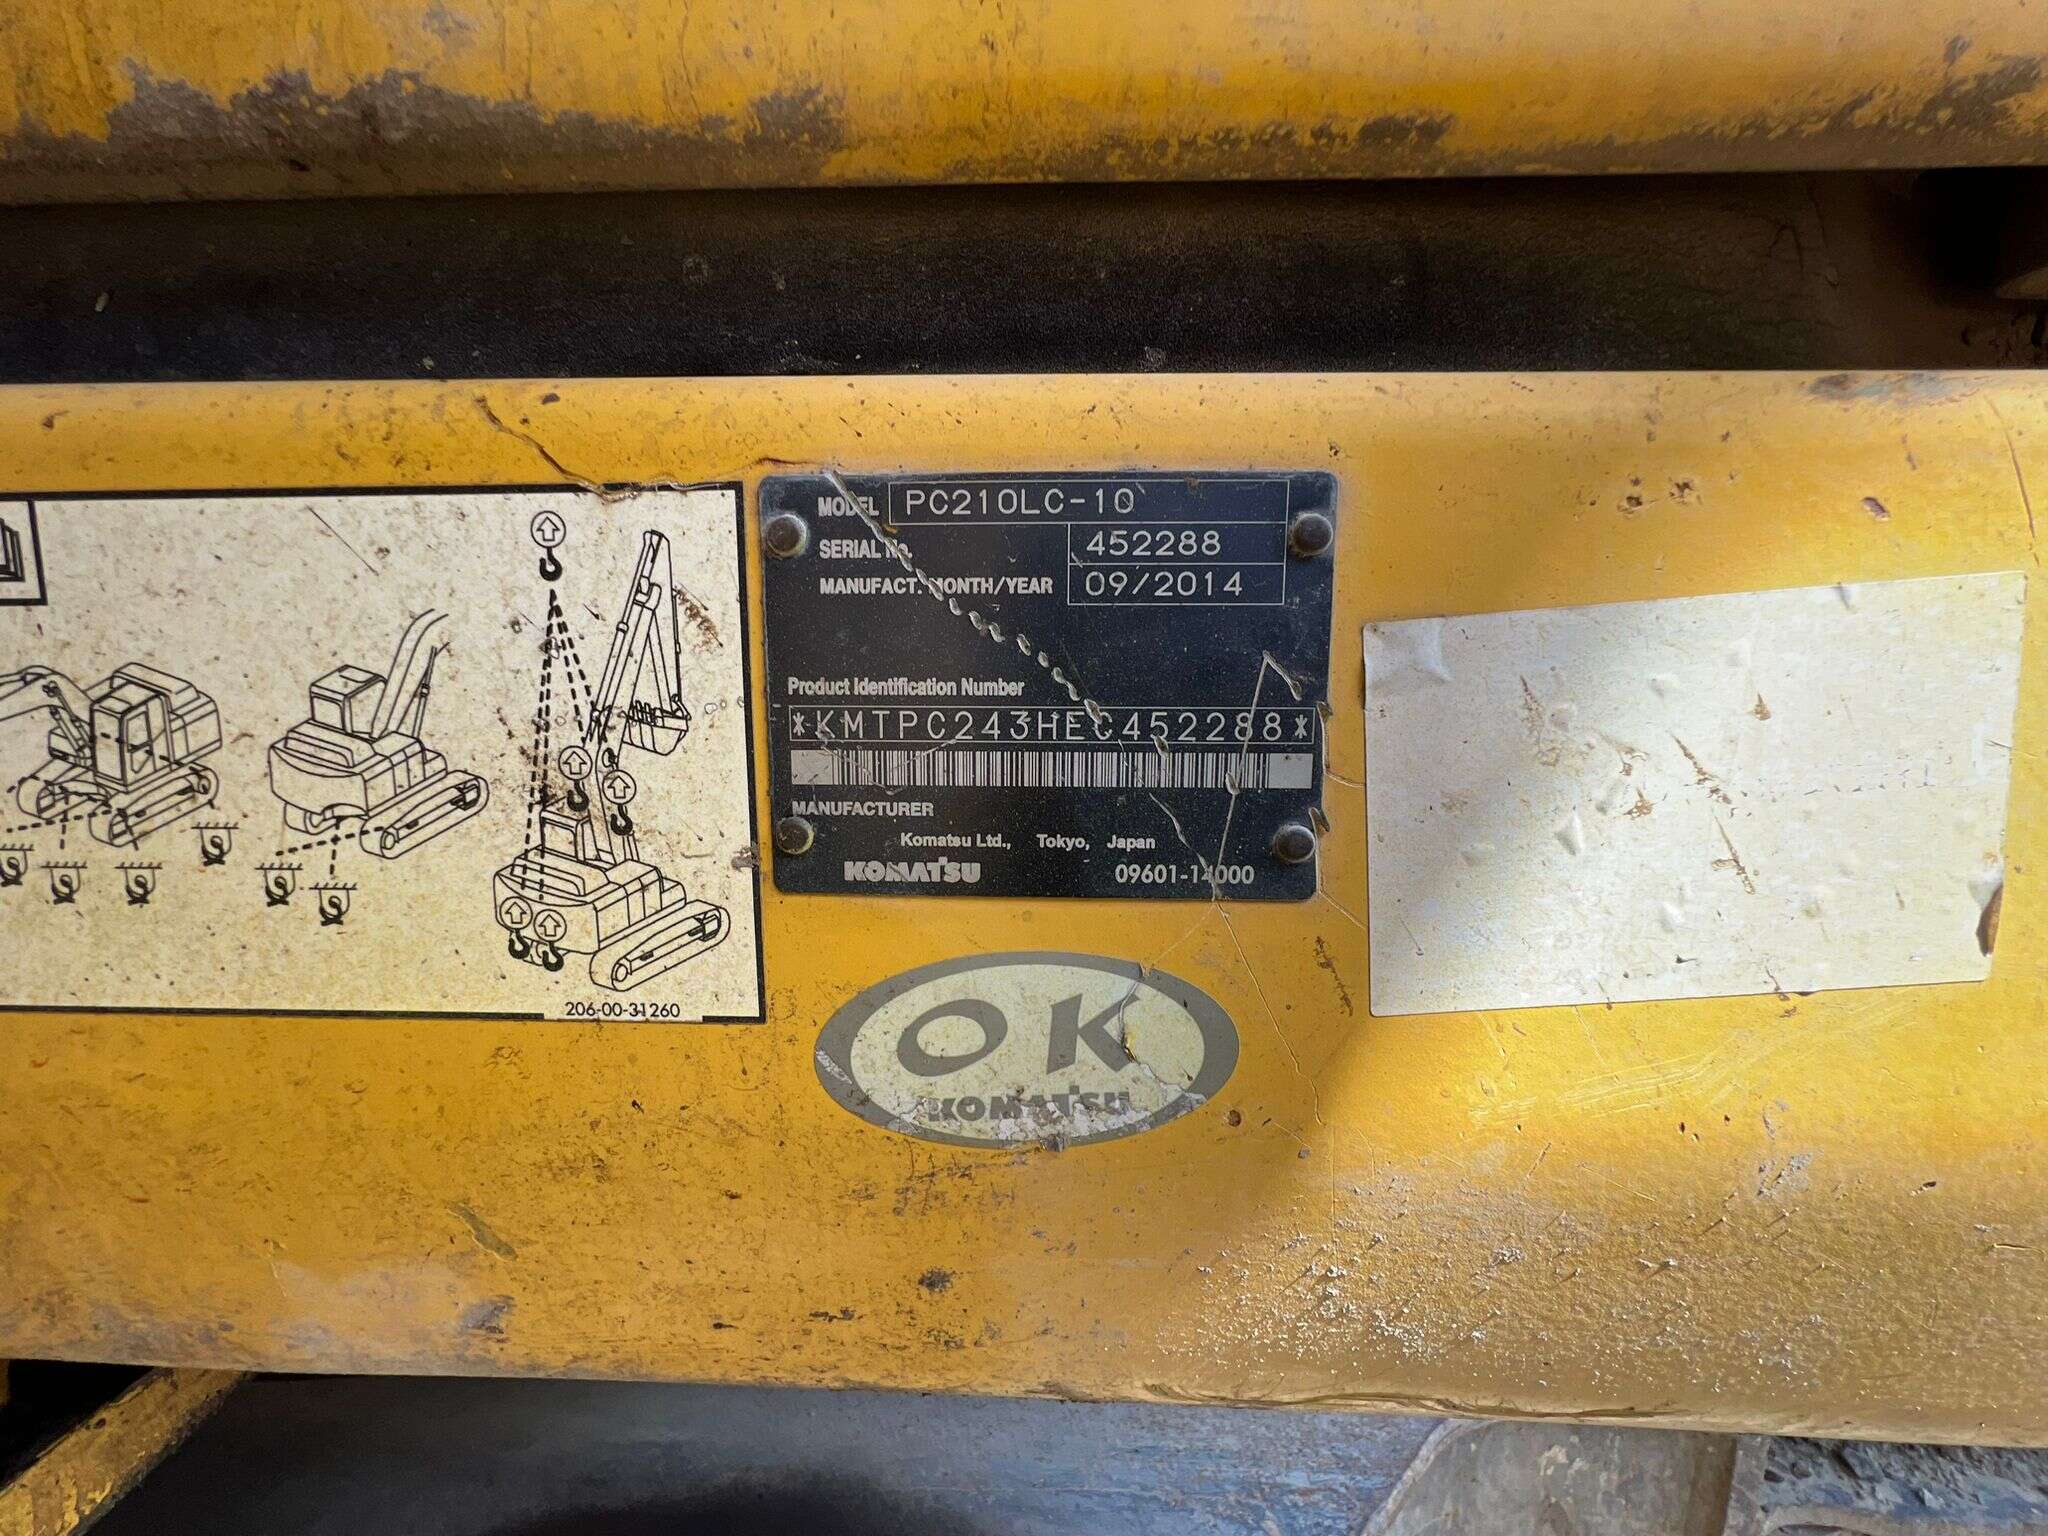 MODEL PC210LC-10
SERIAL No. 452288
MANUFACT. MONTH/YEAR 09/2014
Product Identification Number
*KMTPC243HEC452288*
MANUFACTURER
Komatsu Ltd., Tokyo, Japan
KOMATSU 09601-14000
206-00-31260
OK
KOMATSU